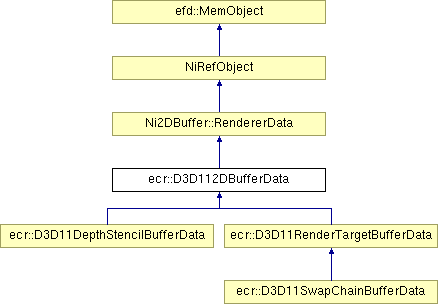 efd::MemObject
NiRefObject
Ni2DBuffer::RendererData
ecr::D3D112DBufferData
ecr::D3D11DepthStencilBufferData
ecr::D3D11RenderTargetBufferData
ecr::D3D11SwapChainBufferData